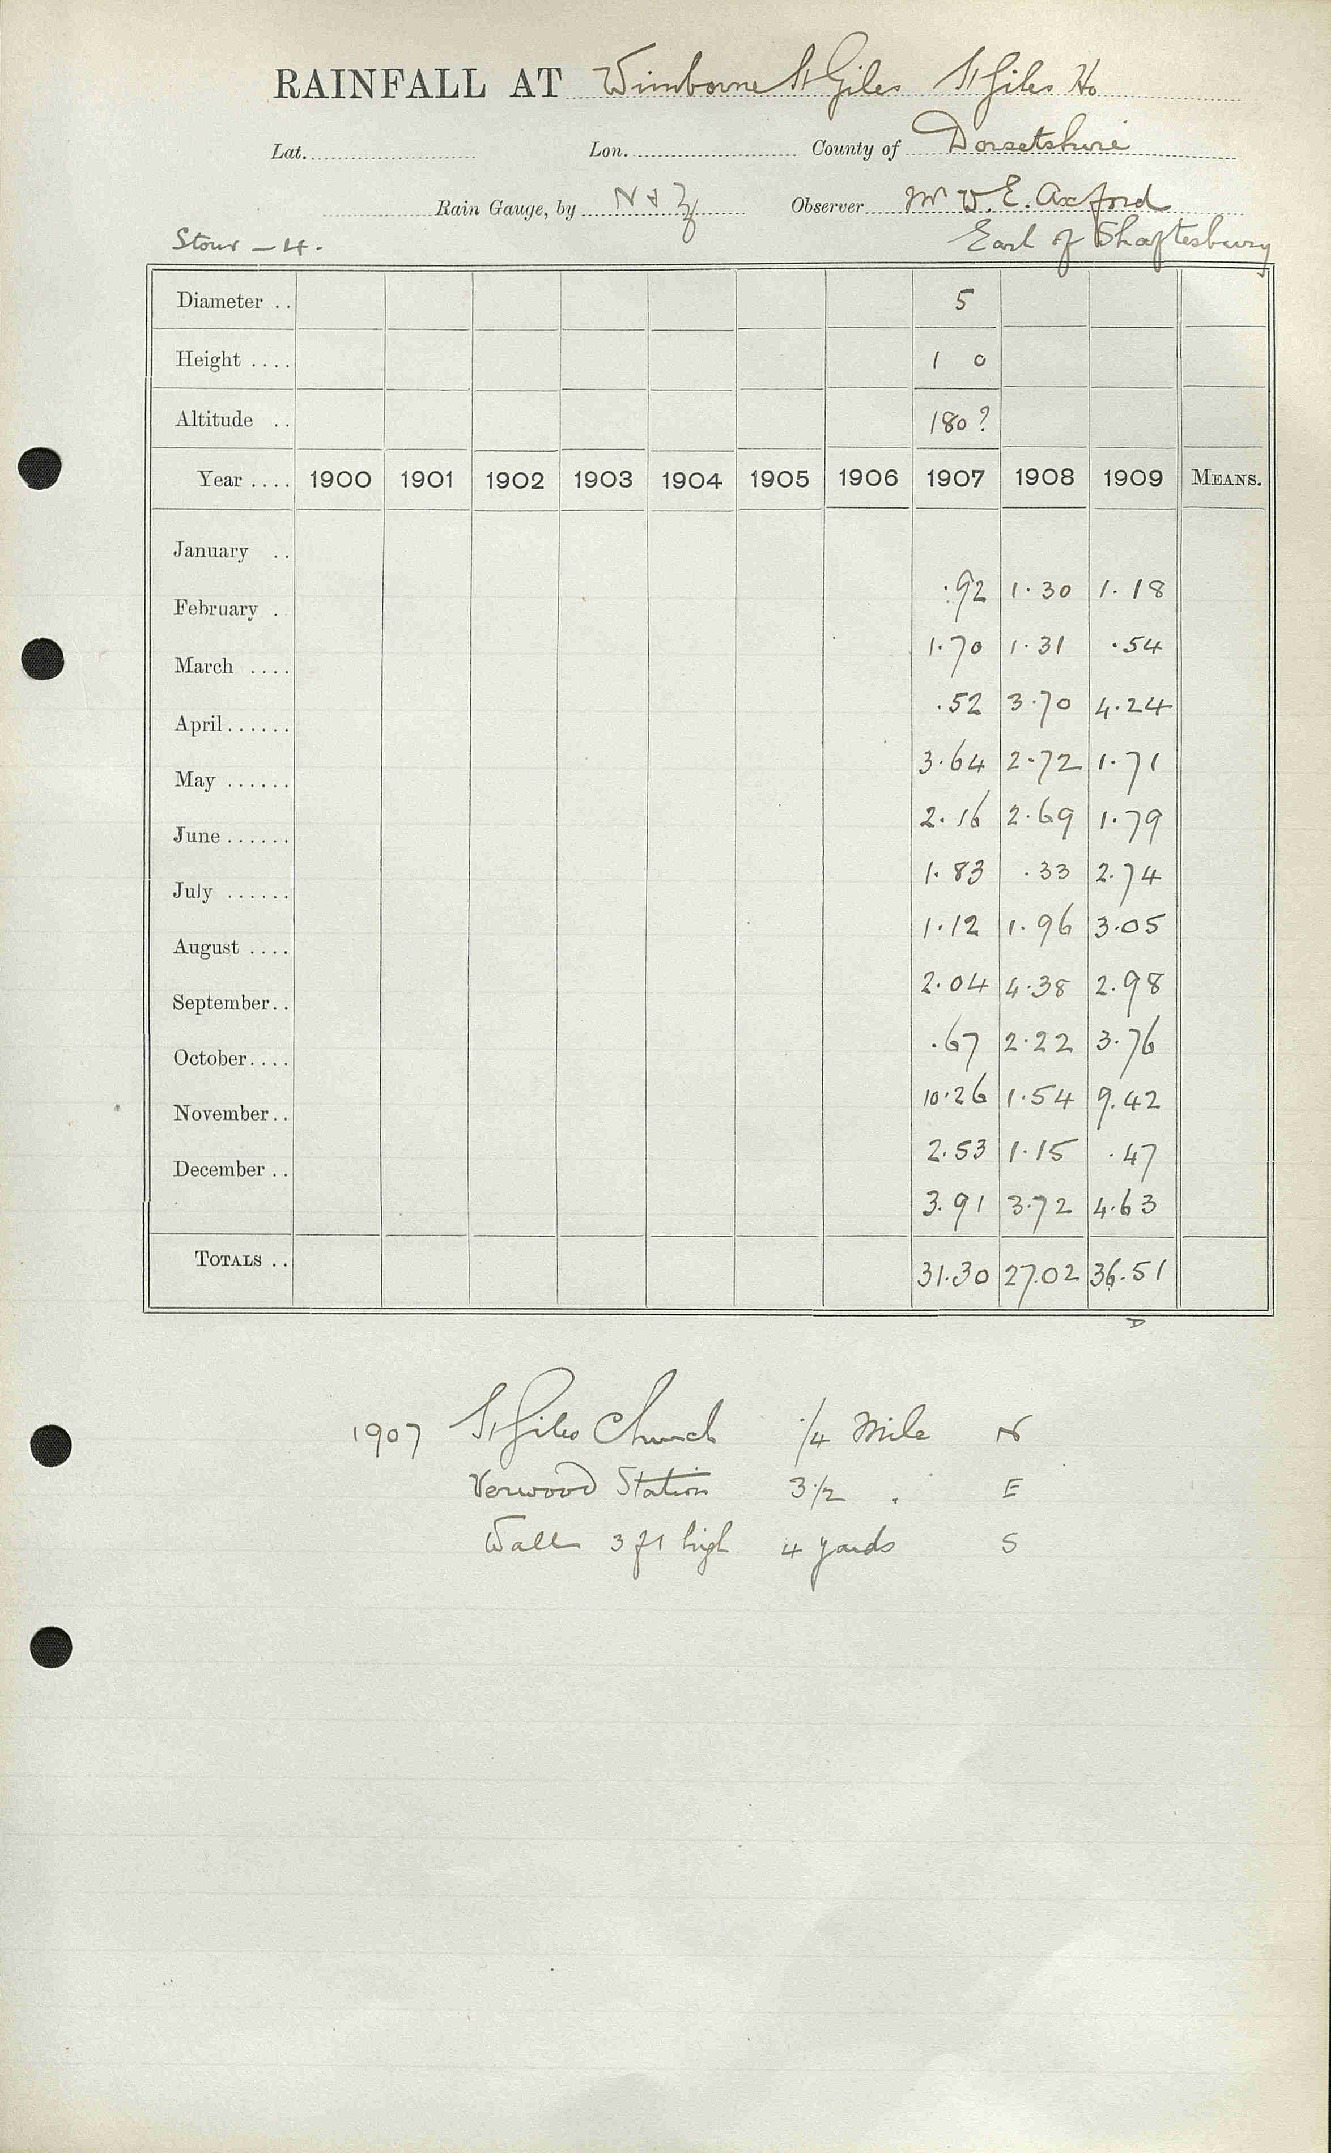 RAINFALL AT Wimborne St Giles St Giles Ho
Lat. Lon. County of Dorsetshire
Rain Gauge, by N & Z Observer Mr W. E. Axford
Stour - 4. Earl of Shaftesbury
Diameter .. 5
Height .... 1 0
Altitude .. 180?
Year .... 1900 1901 1902 1903 1904 1905 1906 1907 1908 1909 MEANS.
January .. .92 1.30 1.18
February . 1.70 1.31 .54
March .... .52 3.70 4.24
April...... 3.64 2.72 1.71
May ...... 2.16 2.69 1.79
June...... 1.83 .33 2.74
July ...... 1.12 1.96 3.05
August .... 2.04 4.38 2.98
September.. .67 2.22 3.76
October.... 10.26 1.54 9.42
November.. 2.53 1.15 .47
December .. 3.91 3.72 4.63
TOTALS .. 31.30 27.02 36.51
D
1907 St Giles Church 1/4 Mile N
Verwood Station 3 1/2 " E
Wall 3 ft high 4 yards S